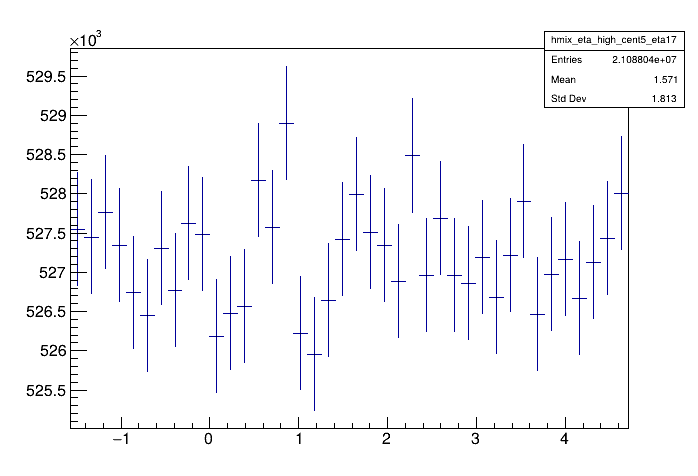 ×10³
hmix_eta_high_cent5_eta17
Entries 2.108804e+07
Mean 1.571
Std Dev 1.813
529.5
529
528.5
528
527.5
527
526.5
526
525.5
−1 0 1 2 3 4